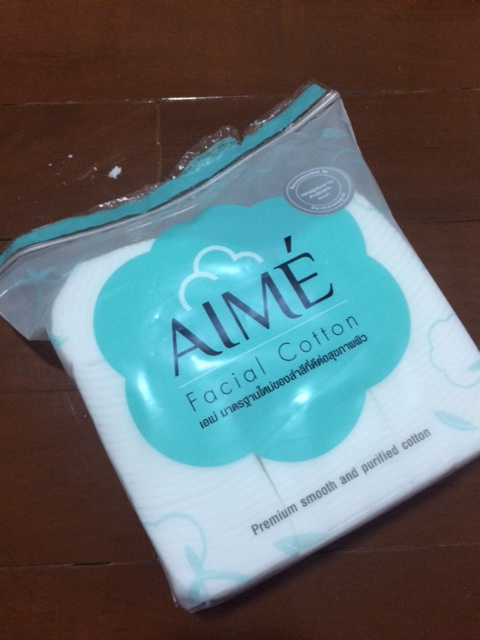 Recommended by
AIMÉ
Facial Cotton
เอเม่ มาตรฐานใหม่ของสำลีที่ดีต่อสุขภาพผิว
Premium smooth and purified cotton